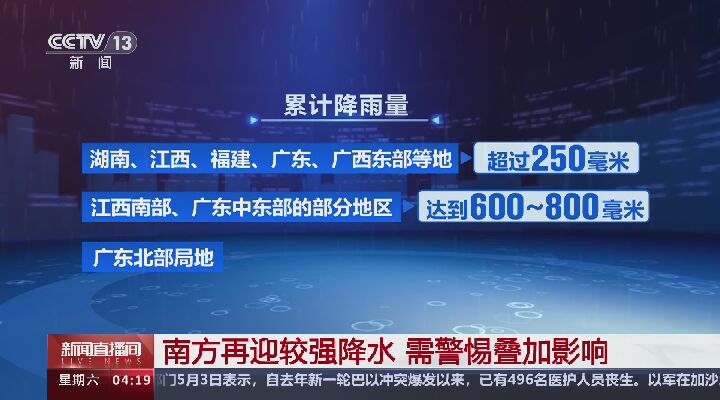 CCTV 13
新闻
累计降雨量
湖南、江西、福建、广东、广西东部等地 超过250毫米
江西南部、广东中东部的部分地区 达到600~800毫米
广东北部局地
新闻直播间
LIVE NEWS
南方再迎较强降水 需警惕叠加影响
星期六 04:19 部门5月3日表示，自去年新一轮巴以冲突爆发以来，已有496名医护人员丧生。以军在加沙